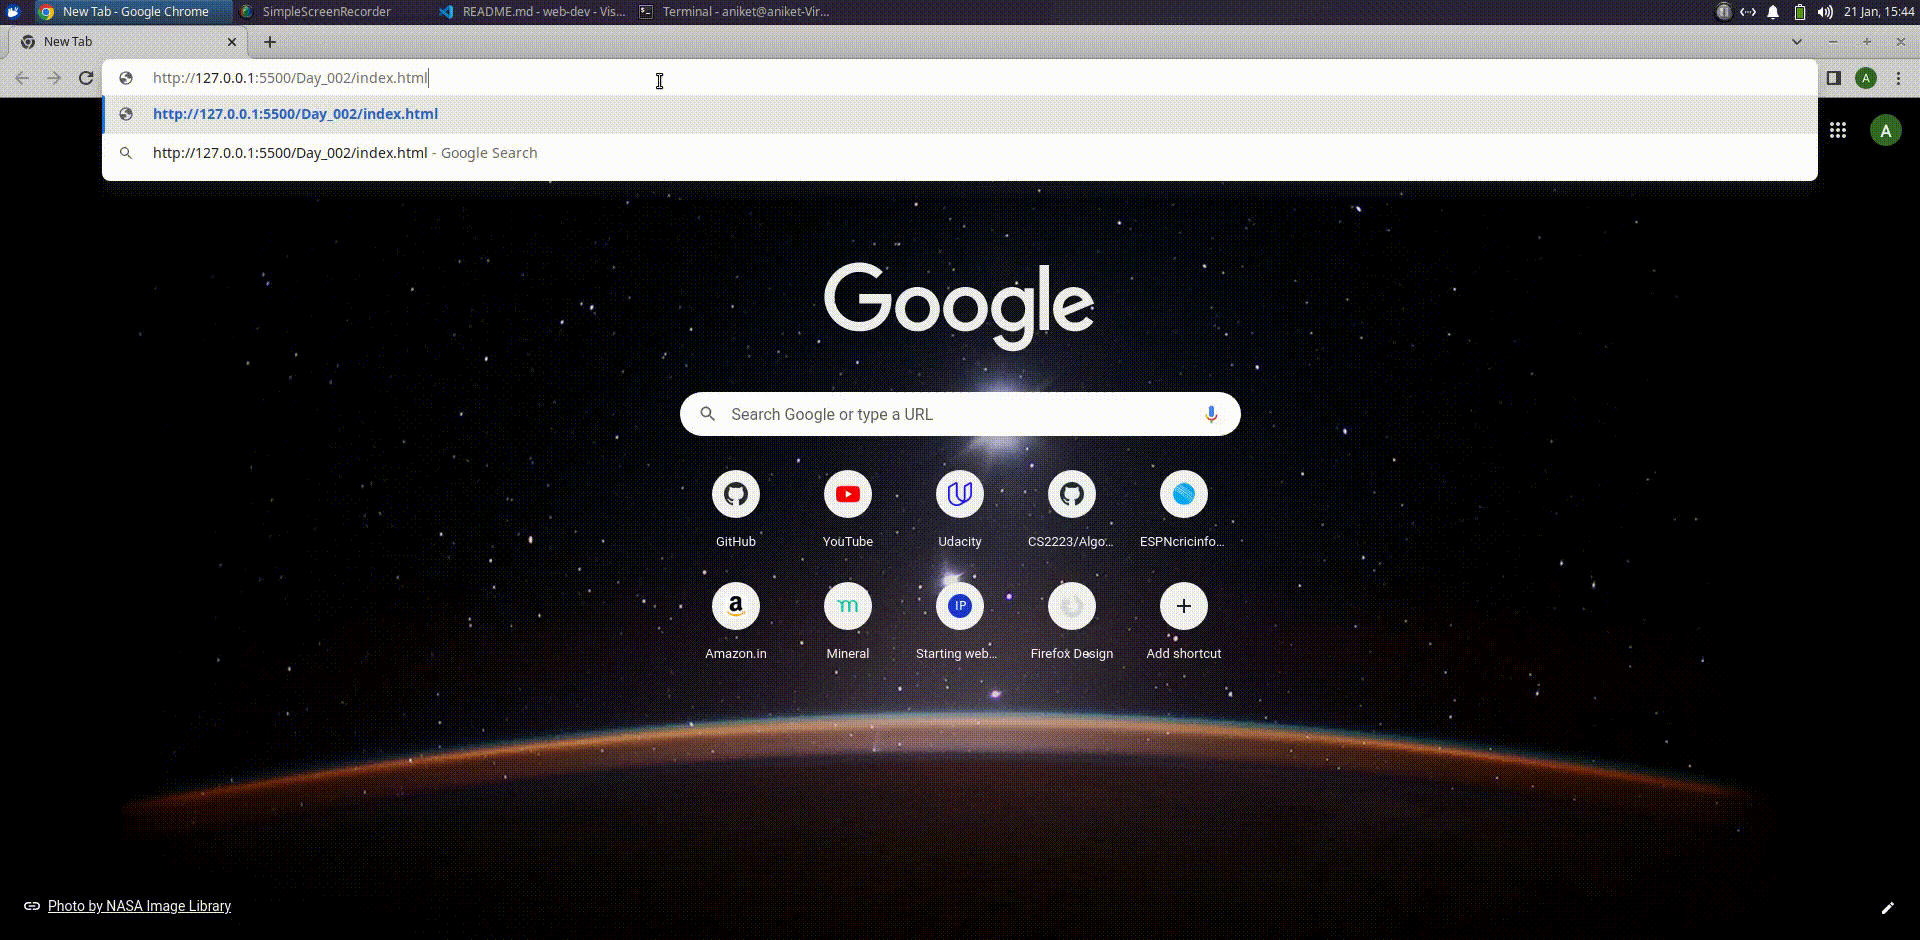 New Tab - Google Chrome
SimpleScreenRecorder
README.md - web-dev - Vis...
Terminal - aniket@aniket-Vir...
21 Jan, 15:44
New Tab
http://127.0.0.1:5500/Day_002/index.html
A
http://127.0.0.1:5500/Day_002/index.html
http://127.0.0.1:5500/Day_002/index.html - Google Search
A
Google
Search Google or type a URL
GitHub
YouTube
Udacity
CS2223/Algo...
ESPNcricinfo...
a
m
IP
Amazon.in
Mineral
Starting web...
Firefox Design
Add shortcut
Photo by NASA Image Library